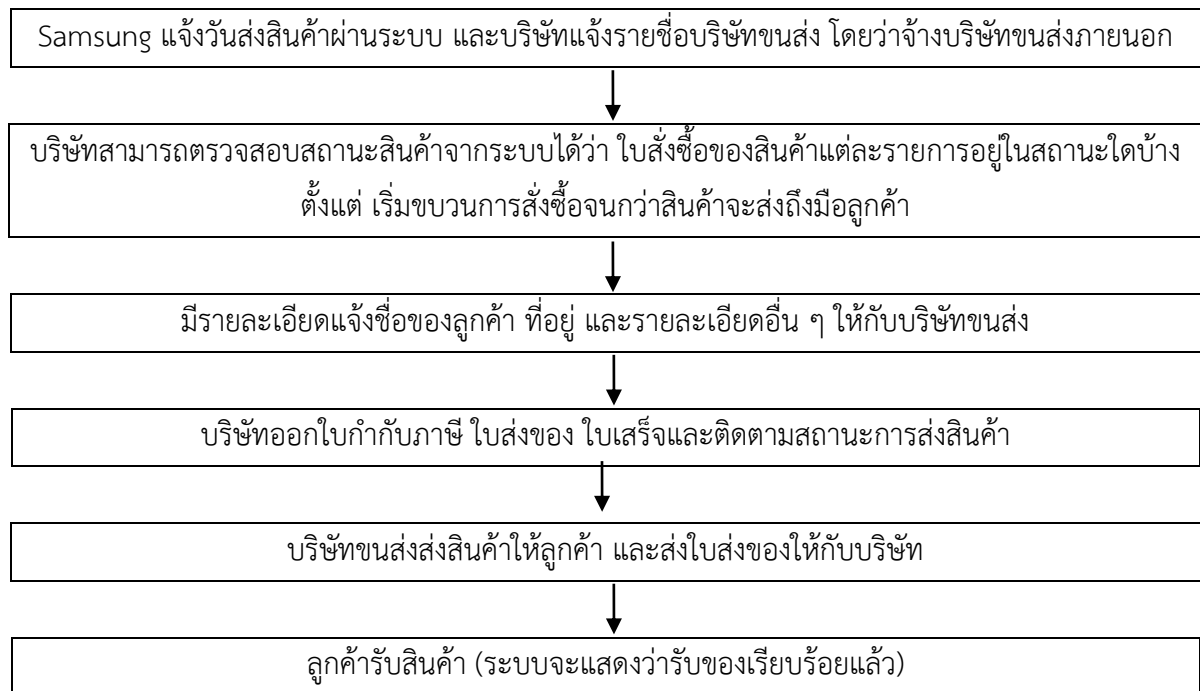 Samsung แจ้งวันส่งสินค้าผ่านระบบ และบริษัทแจ้งรายชื่อบริษัทขนส่ง โดยว่าจ้างบริษัทขนส่งภายนอก
บริษัทสามารถตรวจสอบสถานะสินค้าจากระบบได้ว่า ใบสั่งซื้อของสินค้าแต่ละรายการอยู่ในสถานะใดบ้าง
ตั้งแต่ เริ่มขบวนการสั่งซื้อจนกว่าสินค้าจะส่งถึงมือลูกค้า
มีรายละเอียดแจ้งชื่อของลูกค้า ที่อยู่ และรายละเอียดอื่น ๆ ให้กับบริษัทขนส่ง
บริษัทออกใบกำกับภาษี ใบส่งของ ใบเสร็จและติดตามสถานะการส่งสินค้า
บริษัทขนส่งส่งสินค้าให้ลูกค้า และส่งใบส่งของให้กับบริษัท
ลูกค้ารับสินค้า (ระบบจะแสดงว่ารับของเรียบร้อยแล้ว)